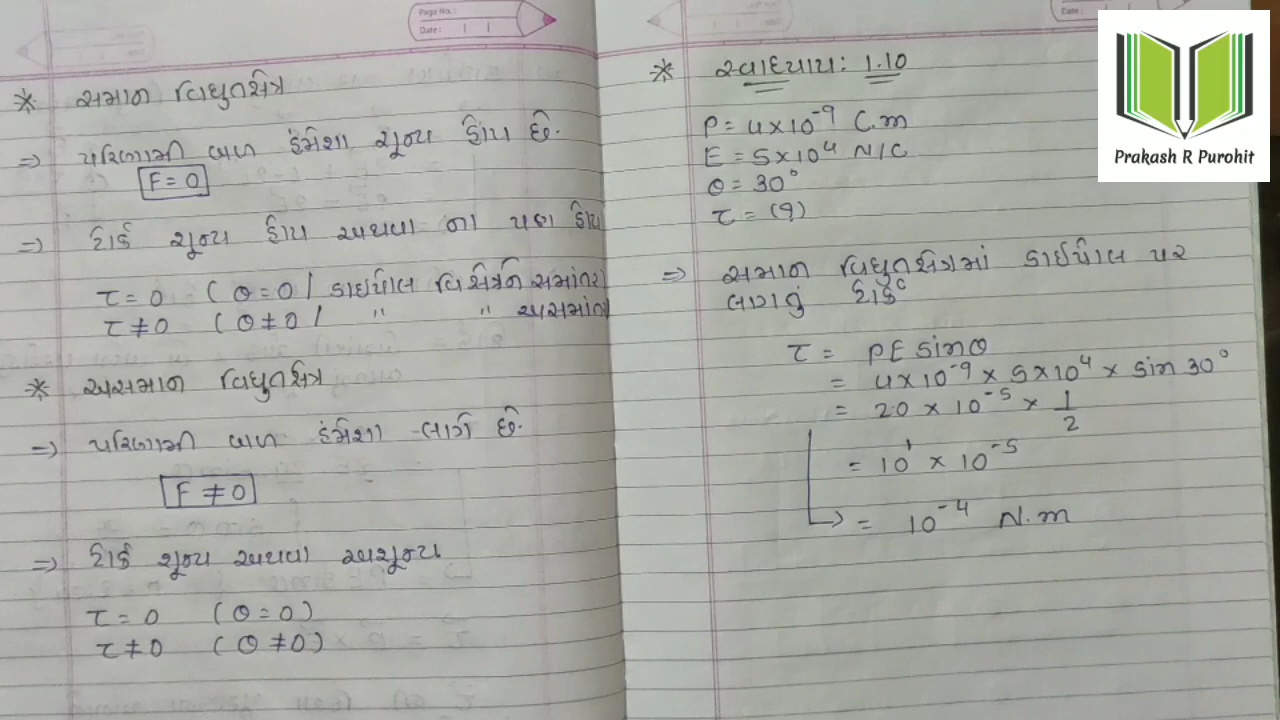 Page No.:
Date:
* સમાન વિદ્યુતક્ષેત્ર
⇒ પરિણામી બળ હંમેશા શૂન્ય હોય છે.
F = 0
⇒ ટોર્ક શૂન્ય હોય અથવા ના પણ હોય
τ = 0 ( θ = 0 / ડાઈપોલ વિ.ક્ષેત્રને સમાંતર)
τ ≠ 0 ( θ ≠ 0 / " " અસમાંતર
* અસમાન વિદ્યુતક્ષેત્ર
⇒ પરિણામી બળ હંમેશા લાગે છે.
F ≠ 0
⇒ ટોર્ક શૂન્ય અથવા અશૂન્ય
τ = 0 ( θ = 0 )
τ ≠ 0 ( θ ≠ 0 )
Date:
* સ્વાધ્યાય: 1.10
P = 4 × 10⁻⁹ C.m
E = 5 × 10⁴ N/C
θ = 30°
τ = (?)
⇒ સમાન વિદ્યુતક્ષેત્રમાં ડાઈપોલ પર
લાગતું ટોર્ક
τ = PE sinθ
= 4 × 10⁻⁹ × 5 × 10⁴ × sin 30°
= 20 × 10⁻⁵ × 1/2
= 10¹ × 10⁻⁵
→ = 10⁻⁴ N.m
Prakash R Purohit